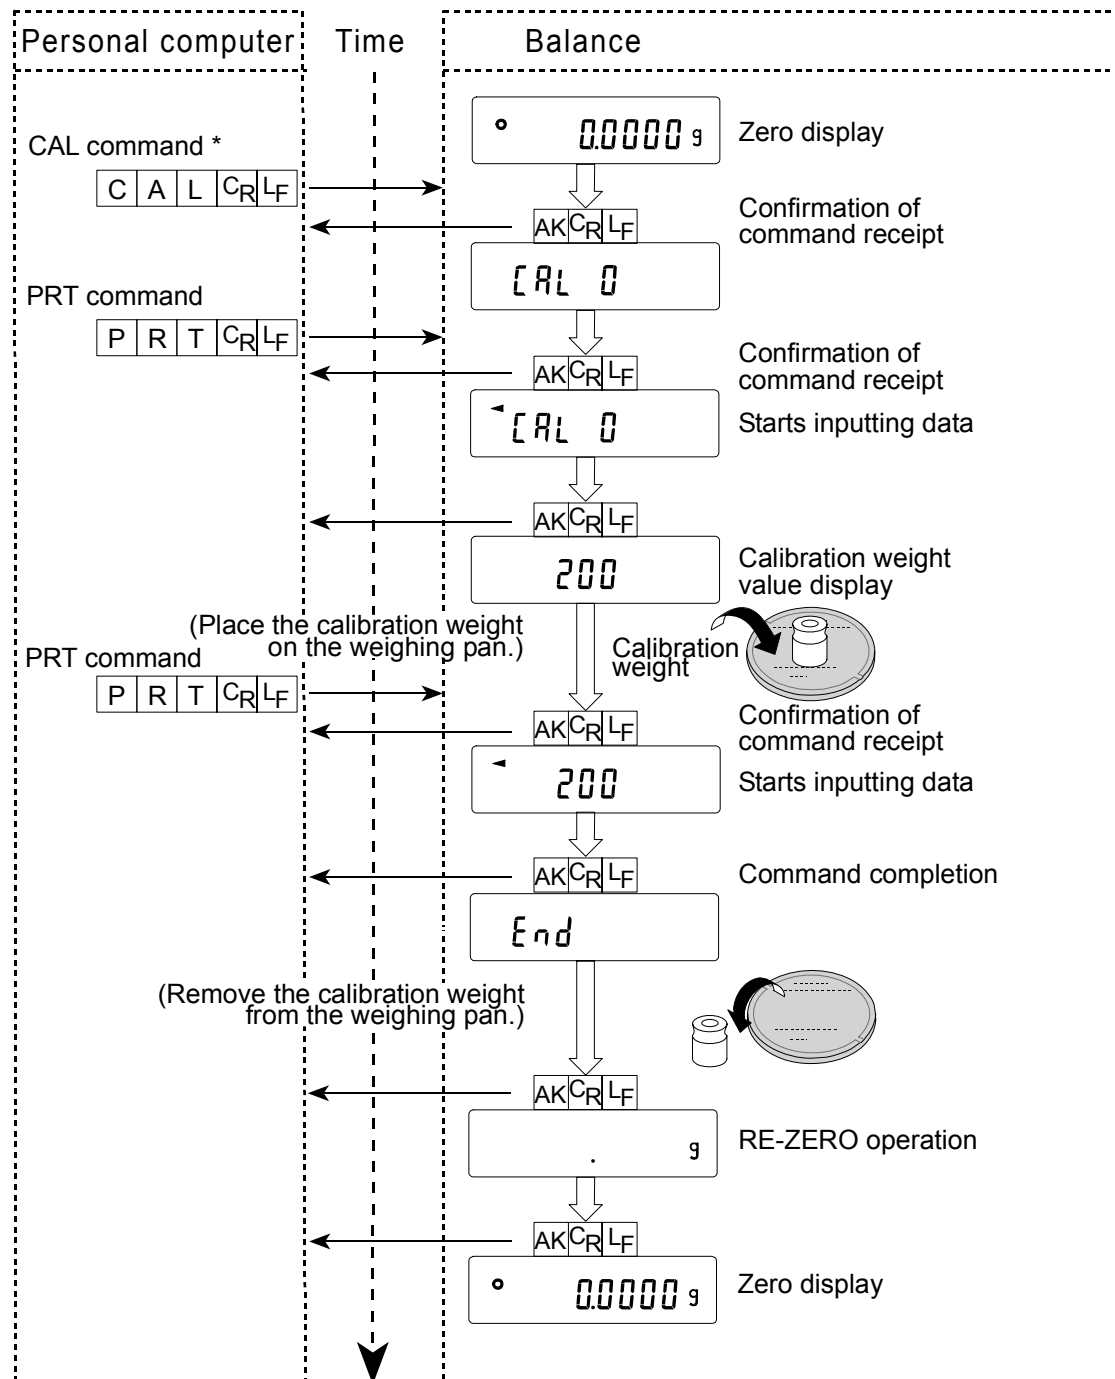 Personal computer Time Balance
0.0000 g Zero display
CAL command *
C A L CR LF
AK CR LF
Confirmation of
command receipt
CAL 0
PRT command
P R T CR LF
AK CR LF
Confirmation of
command receipt
CAL 0
Starts inputting data
AK CR LF
200
Calibration weight
value display
(Place the calibration weight
on the weighing pan.)
Calibration
weight
PRT command
P R T CR LF
AK CR LF
Confirmation of
command receipt
200
Starts inputting data
AK CR LF
Command completion
End
(Remove the calibration weight
from the weighing pan.)
AK CR LF
. g RE-ZERO operation
AK CR LF
0.0000 g Zero display